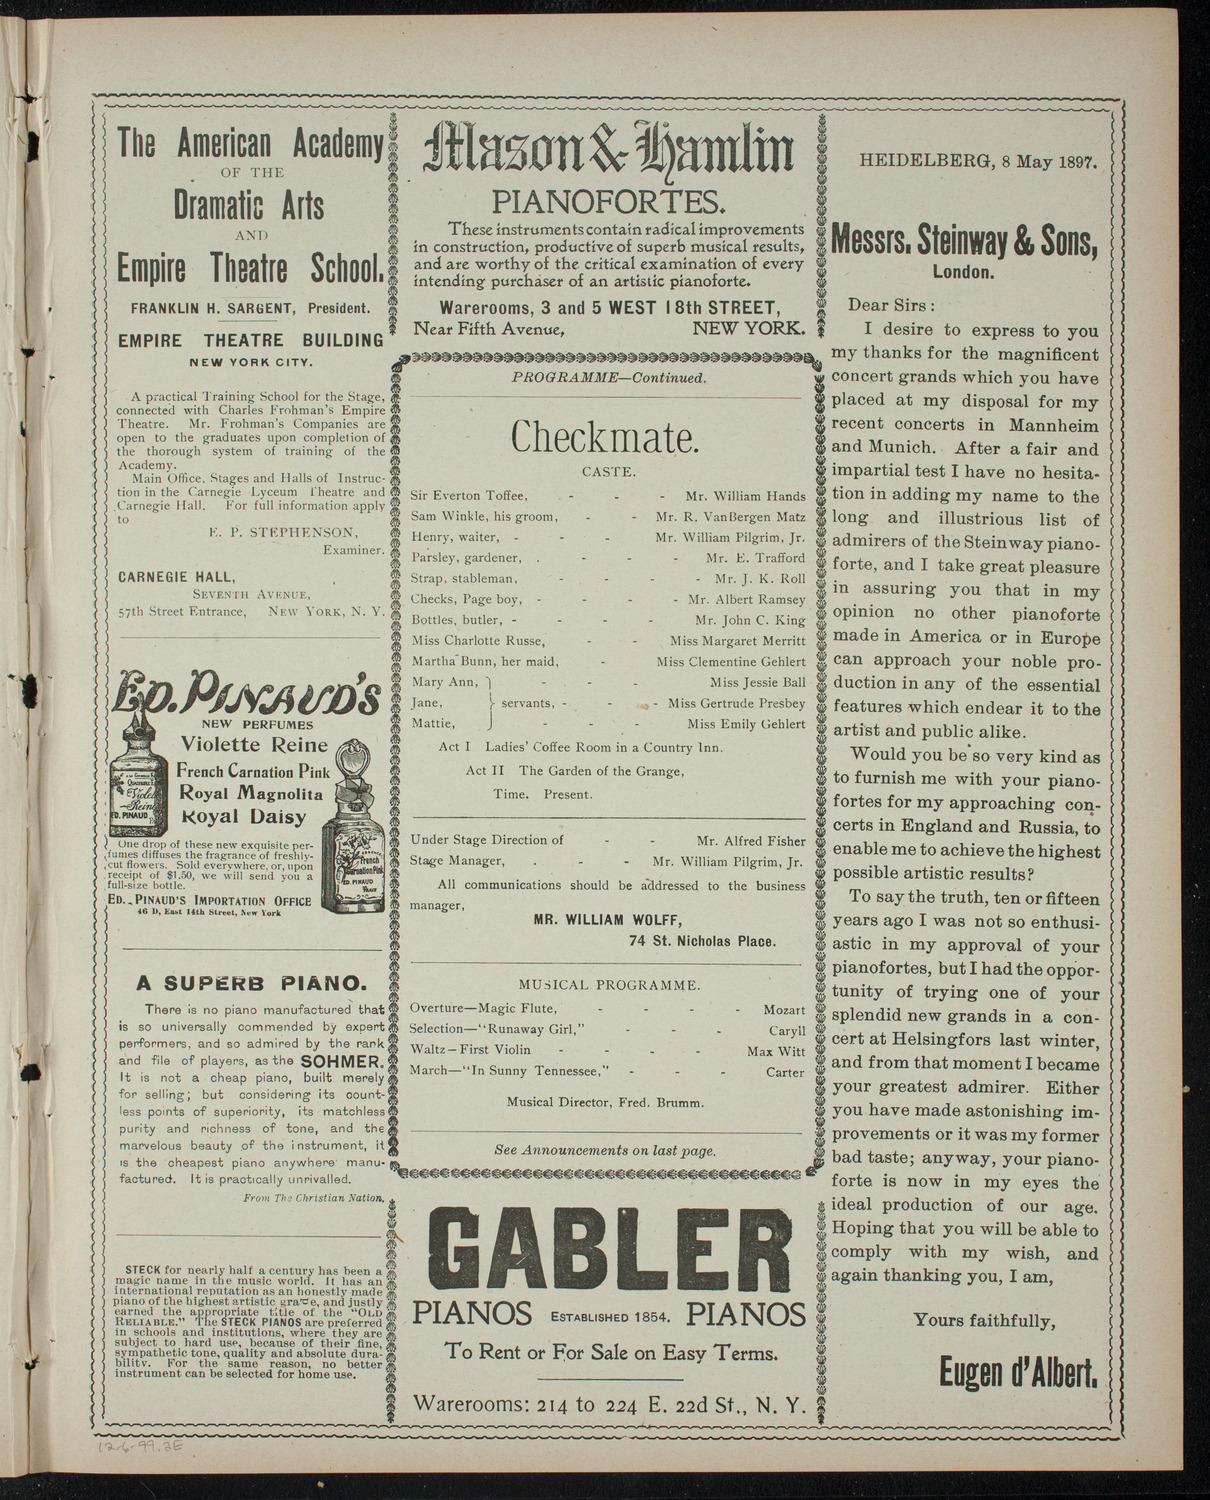 The American Academy
OF THE
Dramatic Arts
AND
Empire Theatre School.
FRANKLIN H. SARGENT, President.
EMPIRE THEATRE BUILDING
NEW YORK CITY.
A practical Training School for the Stage,
connected with Charles Frohman's Empire
Theatre. Mr. Frohman's Companies are
open to the graduates upon completion of
the thorough system of training of the
Academy.
Main Office, Stages and Halls of Instruc-
tion in the Carnegie Lyceum Theatre and
Carnegie Hall. For full information apply
to
E. P. STEPHENSON,
Examiner.
CARNEGIE HALL,
SEVENTH AVENUE,
57th Street Entrance, NEW YORK, N. Y.
ED. PINAUD'S
NEW PERFUMES
Violette Reine
French Carnation Pink
Royal Magnolita
Royal Daisy
One drop of these new exquisite per-
fumes diffuses the fragrance of freshly-
cut flowers. Sold everywhere, or, upon
receipt of $1.50, we will send you a
full-size bottle.
ED. PINAUD'S IMPORTATION OFFICE
46 D, East 14th Street, New York
A SUPERB PIANO.
There is no piano manufactured that
is so universally commended by expert
performers, and so admired by the rank
and file of players, as the SOHMER.
It is not a cheap piano, built merely
for selling; but considering its count-
less points of superiority, its matchless
purity and richness of tone, and the
marvelous beauty of the instrument, it
is the cheapest piano anywhere manu-
factured. It is practically unrivalled.
From The Christian Nation.
STECK for nearly half a century has been a
magic name in the music world. It has an
international reputation as an honestly made
piano of the highest artistic grade, and justly
earned the appropriate title of the "OLD
RELIABLE." The STECK PIANOS are preferred
in schools and institutions, where they are
subject to hard use, because of their fine,
sympathetic tone, quality and absolute dura-
bility. For the same reason, no better
instrument can be selected for home use.
12-6-99.2E
Mason & Hamlin
PIANOFORTES.
These instruments contain radical improvements
in construction, productive of superb musical results,
and are worthy of the critical examination of every
intending purchaser of an artistic pianoforte.
Warerooms, 3 and 5 WEST 18th STREET,
Near Fifth Avenue, NEW YORK.
PROGRAMME—Continued.
Checkmate.
CASTE.
Sir Everton Toffee, - - - Mr. William Hands
Sam Winkle, his groom, - - Mr. R. VanBergen Matz
Henry, waiter, - - - Mr. William Pilgrim, Jr.
Parsley, gardener, . - - - Mr. E. Trafford
Strap, stableman, - - - - Mr. J. K. Roll
Checks, Page boy, - - - - Mr. Albert Ramsey
Bottles, butler, - - - - Mr. John C. King
Miss Charlotte Russe, - - Miss Margaret Merritt
Martha Bunn, her maid, - Miss Clementine Gehlert
Mary Ann, } - - - Miss Jessie Ball
Jane, } servants, - - - Miss Gertrude Presbey
Mattie, } - - - Miss Emily Gehlert
Act I Ladies' Coffee Room in a Country Inn.
Act II The Garden of the Grange,
Time. Present.
Under Stage Direction of - - Mr. Alfred Fisher
Stage Manager, . - - Mr. William Pilgrim, Jr.
All communications should be addressed to the business
manager,
MR. WILLIAM WOLFF,
74 St. Nicholas Place.
MUSICAL PROGRAMME.
Overture—Magic Flute, - - - - Mozart
Selection—"Runaway Girl," - - - Caryll
Waltz—First Violin - - - - Max Witt
March—"In Sunny Tennessee," - - - Carter
Musical Director, Fred. Brumm.
See Announcements on last page.
GABLER
PIANOS ESTABLISHED 1854. PIANOS
To Rent or For Sale on Easy Terms.
Warerooms: 214 to 224 E. 22d St., N. Y.
HEIDELBERG, 8 May 1897.
Messrs. Steinway & Sons,
London.
Dear Sirs:
I desire to express to you
my thanks for the magnificent
concert grands which you have
placed at my disposal for my
recent concerts in Mannheim
and Munich. After a fair and
impartial test I have no hesita-
tion in adding my name to the
long and illustrious list of
admirers of the Steinway piano-
forte, and I take great pleasure
in assuring you that in my
opinion no other pianoforte
made in America or in Europe
can approach your noble pro-
duction in any of the essential
features which endear it to the
artist and public alike.
Would you be so very kind as
to furnish me with your piano-
fortes for my approaching con-
certs in England and Russia, to
enable me to achieve the highest
possible artistic results?
To say the truth, ten or fifteen
years ago I was not so enthusi-
astic in my approval of your
pianofortes, but I had the oppor-
tunity of trying one of your
splendid new grands in a con-
cert at Helsingfors last winter,
and from that moment I became
your greatest admirer. Either
you have made astonishing im-
provements or it was my former
bad taste; anyway, your piano-
forte is now in my eyes the
ideal production of our age.
Hoping that you will be able to
comply with my wish, and
again thanking you, I am,
Yours faithfully,
Eugen d'Albert.